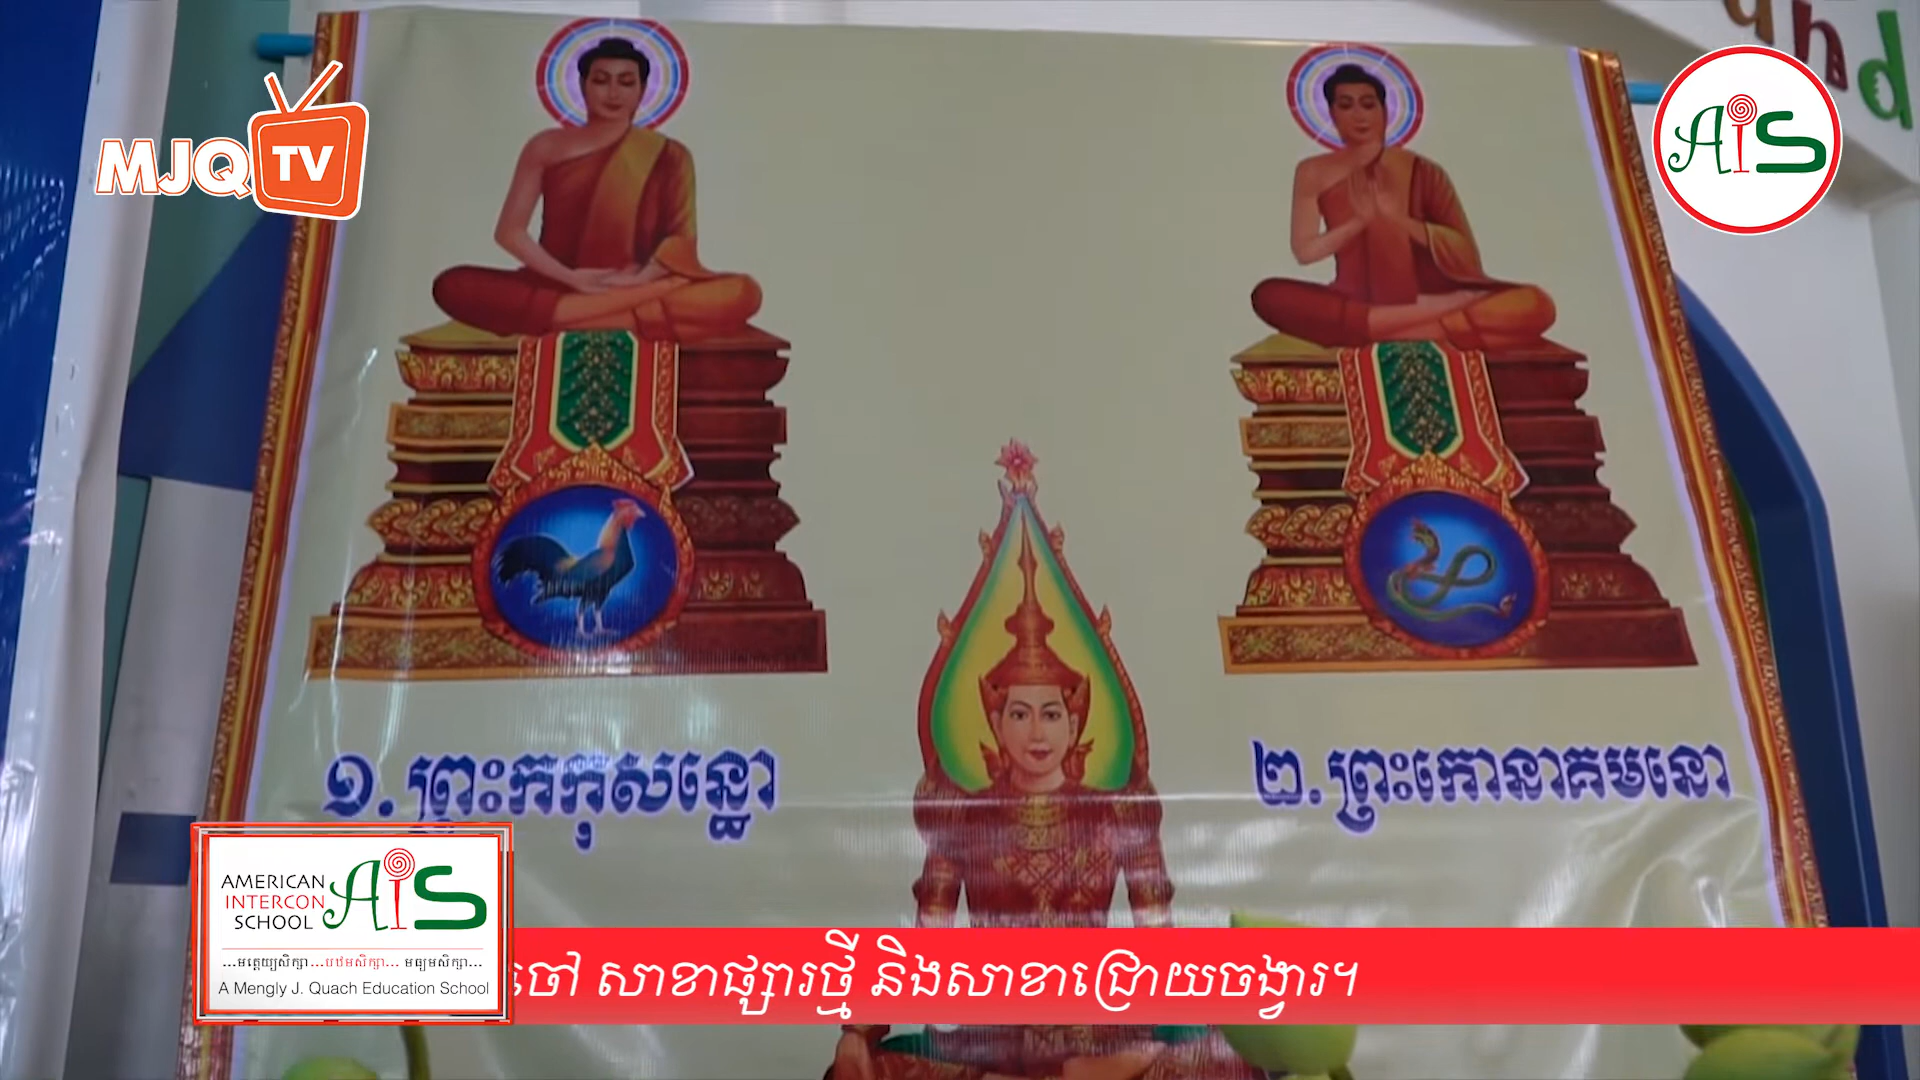 und
MJQ TV
AIS
១. ព្រះកកុសន្ធោ
២. ព្រះកោនាគមនោ
AMERICAN
INTERCON
SCHOOL
AIS
...មត្តេយ្យសិក្សា...បឋមសិក្សា... មធ្យមសិក្សា...
A Mengly J. Quach Education School
ចៅ សាខាផ្សារថ្មី និងសាខាជ្រោយចង្វារ។